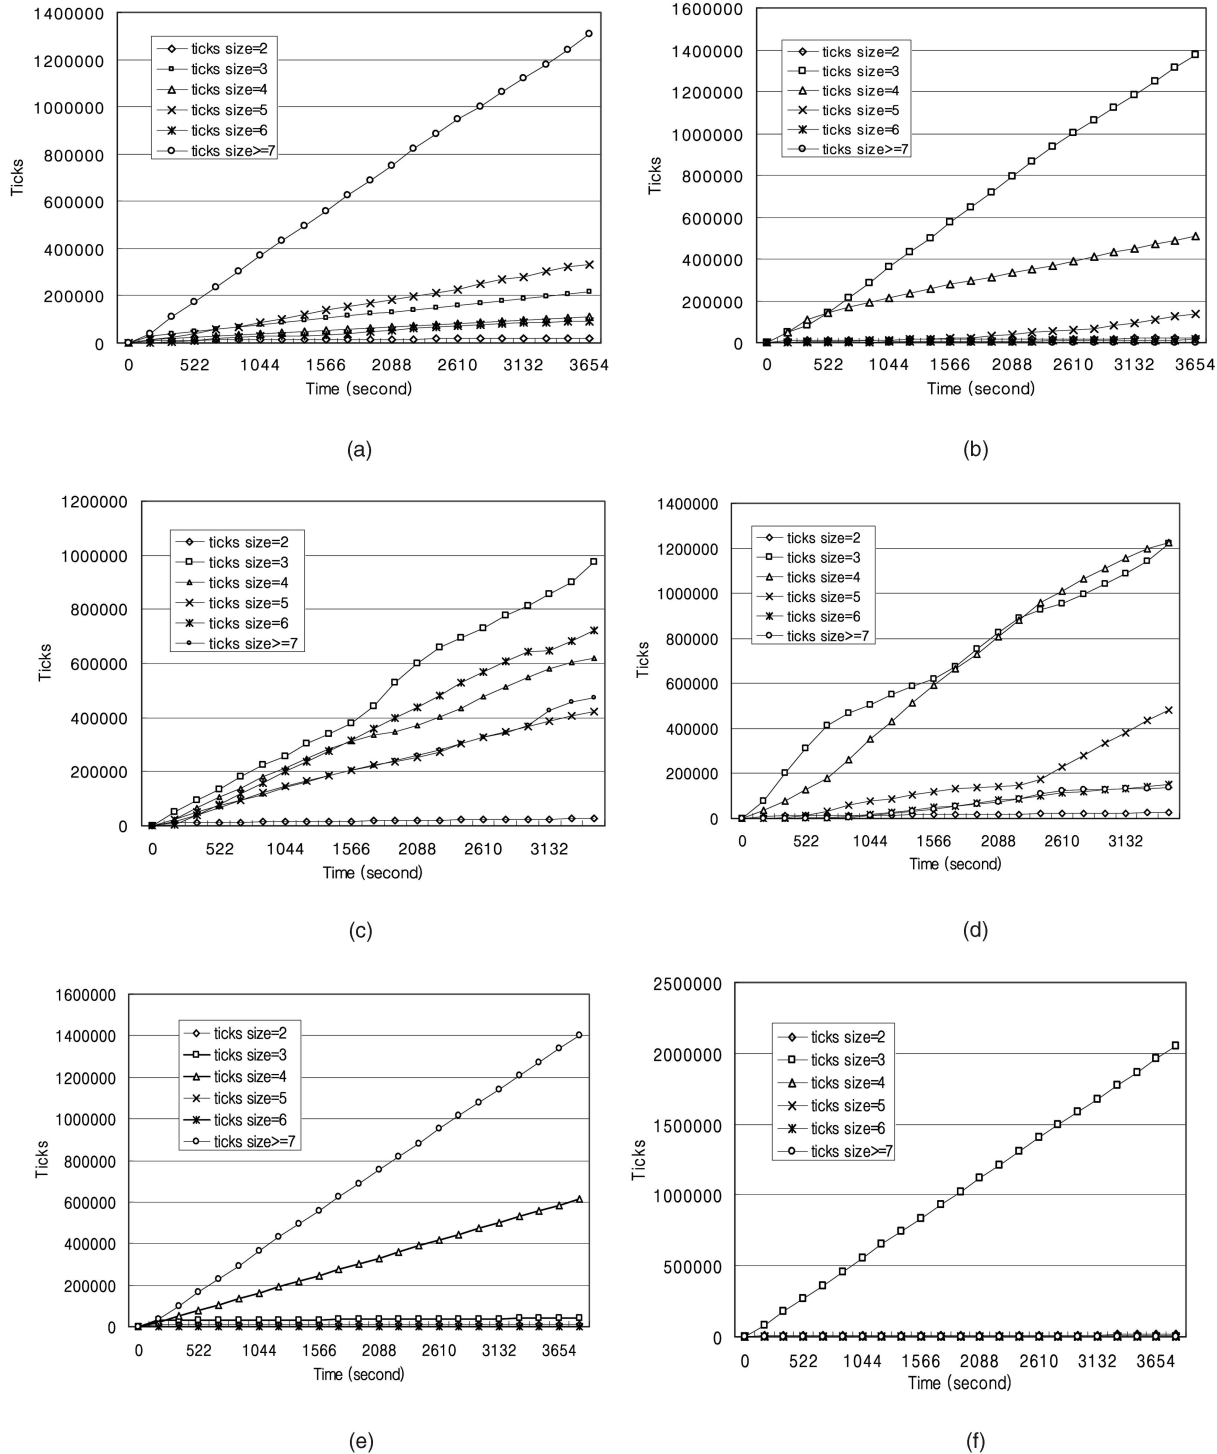 1400000
1200000
1000000
800000
600000
400000
200000
0
Ticks
ticks size=2
ticks size=3
ticks size=4
ticks size=5
ticks size=6
ticks size>=7
0 522 1044 1566 2088 2610 3132 3654
Time (second)
(a)
1600000
1400000
1200000
1000000
800000
600000
400000
200000
0
Ticks
ticks size=2
ticks size=3
ticks size=4
ticks size=5
ticks size=6
ticks size>=7
0 522 1044 1566 2088 2610 3132 3654
Time (second)
(b)
1200000
1000000
800000
600000
400000
200000
0
Ticks
ticks size=2
ticks size=3
ticks size=4
ticks size=5
ticks size=6
ticks size>=7
0 522 1044 1566 2088 2610 3132
Time (second)
(c)
1400000
1200000
1000000
800000
600000
400000
200000
0
Ticks
ticks size=2
ticks size=3
ticks size=4
ticks size=5
ticks size=6
ticks size>=7
0 522 1044 1566 2088 2610 3132
Time (second)
(d)
1600000
1400000
1200000
1000000
800000
600000
400000
200000
0
Ticks
ticks size=2
ticks size=3
ticks size=4
ticks size=5
ticks size=6
ticks size>=7
0 522 1044 1566 2088 2610 3132 3654
Time (second)
(e)
2500000
2000000
1500000
1000000
500000
0
Ticks
ticks size=2
ticks size=3
ticks size=4
ticks size=5
ticks size=6
ticks size>=7
0 522 1044 1566 2088 2610 3132 3654
Time (second)
(f)